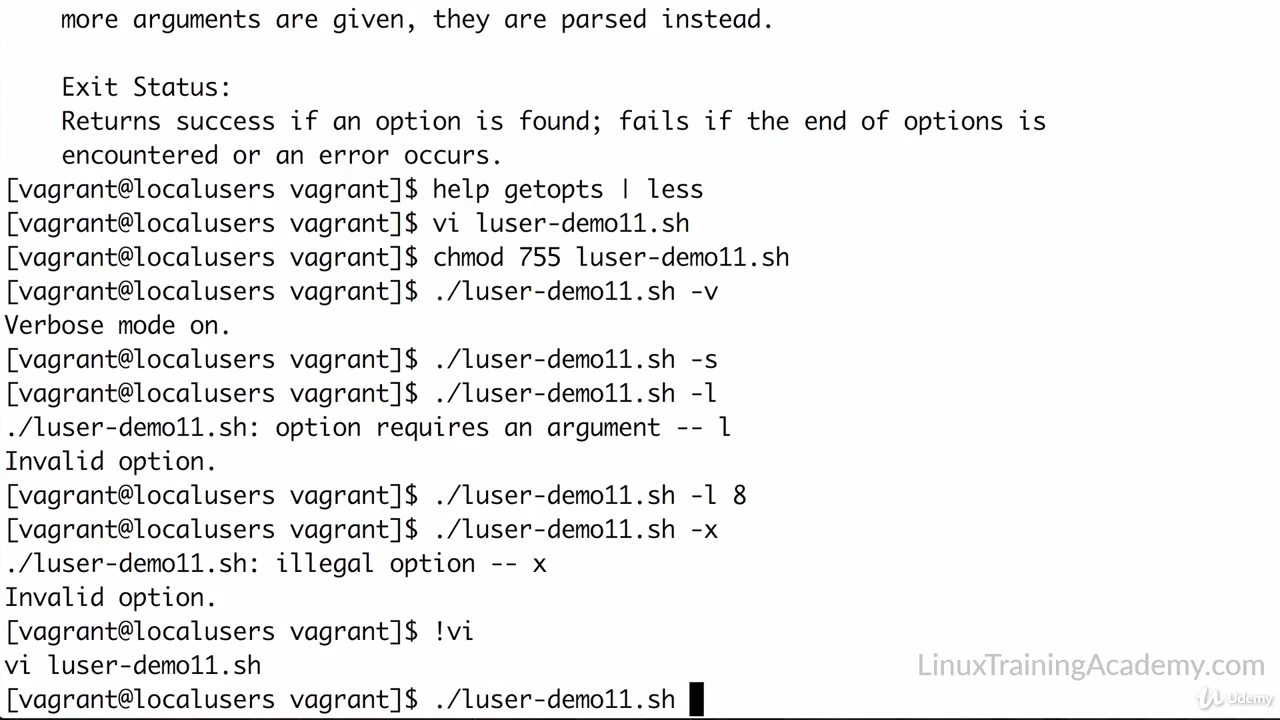 more arguments are given, they are parsed instead.
Exit Status:
Returns success if an option is found; fails if the end of options is
encountered or an error occurs.
[vagrant@localusers vagrant]$ help getopts | less
[vagrant@localusers vagrant]$ vi luser-demo11.sh
[vagrant@localusers vagrant]$ chmod 755 luser-demo11.sh
[vagrant@localusers vagrant]$ ./luser-demo11.sh -v
Verbose mode on.
[vagrant@localusers vagrant]$ ./luser-demo11.sh -s
[vagrant@localusers vagrant]$ ./luser-demo11.sh -l
./luser-demo11.sh: option requires an argument -- l
Invalid option.
[vagrant@localusers vagrant]$ ./luser-demo11.sh -l 8
[vagrant@localusers vagrant]$ ./luser-demo11.sh -x
./luser-demo11.sh: illegal option -- x
Invalid option.
[vagrant@localusers vagrant]$ !vi
vi luser-demo11.sh
[vagrant@localusers vagrant]$ ./luser-demo11.sh
LinuxTrainingAcademy.com
Udemy